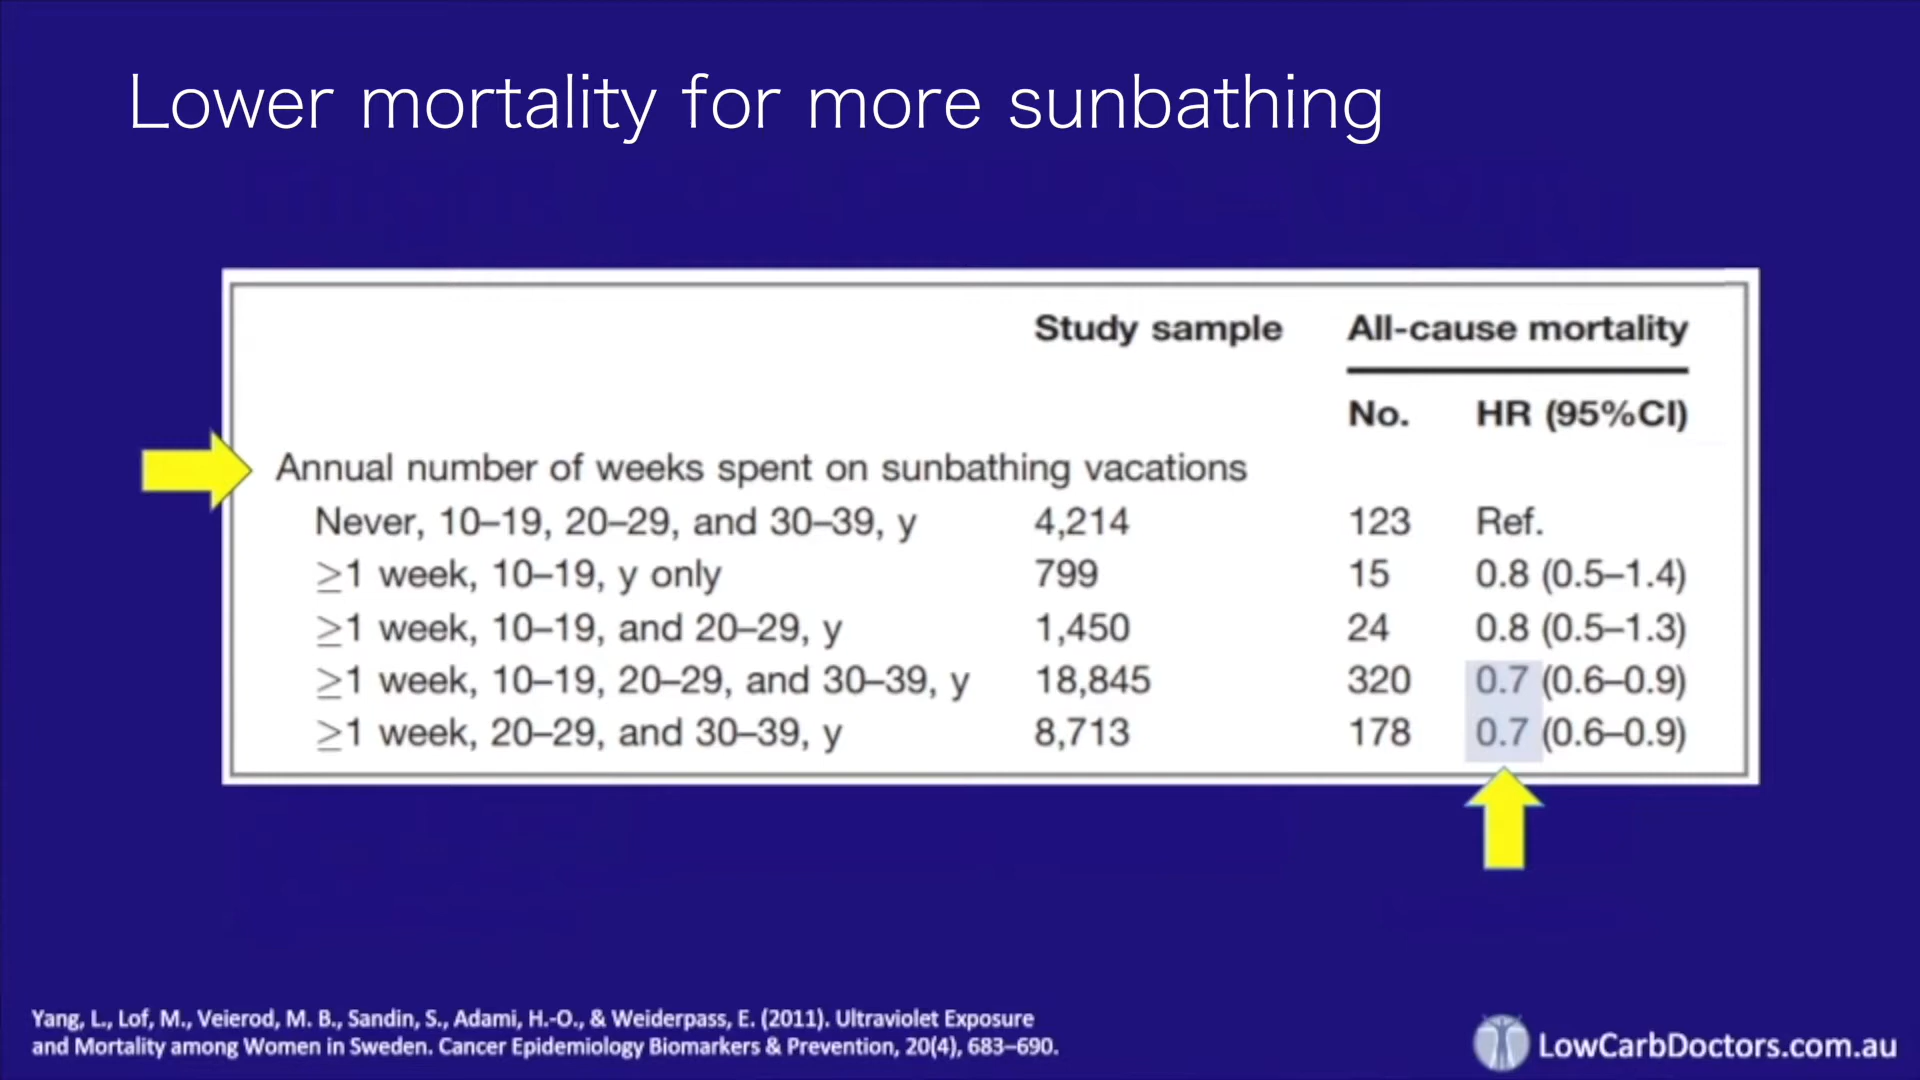 Lower mortality for more sunbathing
Study sample All-cause mortality
No. HR (95%CI)
Annual number of weeks spent on sunbathing vacations
Never, 10–19, 20–29, and 30–39, y 4,214 123 Ref.
≥1 week, 10–19, y only 799 15 0.8 (0.5–1.4)
≥1 week, 10–19, and 20–29, y 1,450 24 0.8 (0.5–1.3)
≥1 week, 10–19, 20–29, and 30–39, y 18,845 320 0.7 (0.6–0.9)
≥1 week, 20–29, and 30–39, y 8,713 178 0.7 (0.6–0.9)
Yang, L., Lof, M., Veierod, M. B., Sandin, S., Adami, H.-O., & Weiderpass, E. (2011). Ultraviolet Exposure
and Mortality among Women in Sweden. Cancer Epidemiology Biomarkers & Prevention, 20(4), 683–690.
LowCarbDoctors.com.au